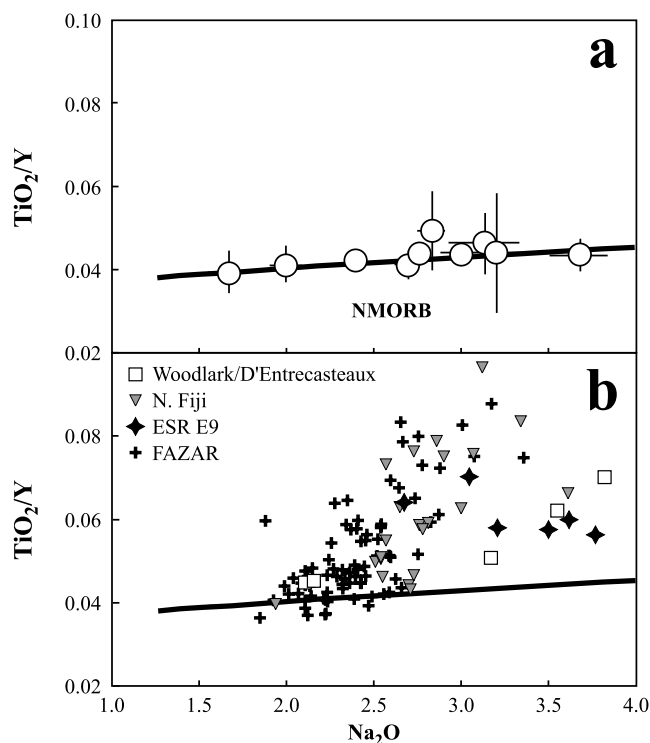 a
0.10
0.08
TiO₂/Y
0.06
0.04
NMORB
0.02
b
Woodlark/D'Entrecasteaux
N. Fiji
ESR E9
FAZAR
0.08
TiO₂/Y
0.06
0.04
0.02
1.0 1.5 2.0 2.5 3.0 3.5 4.0
Na₂O